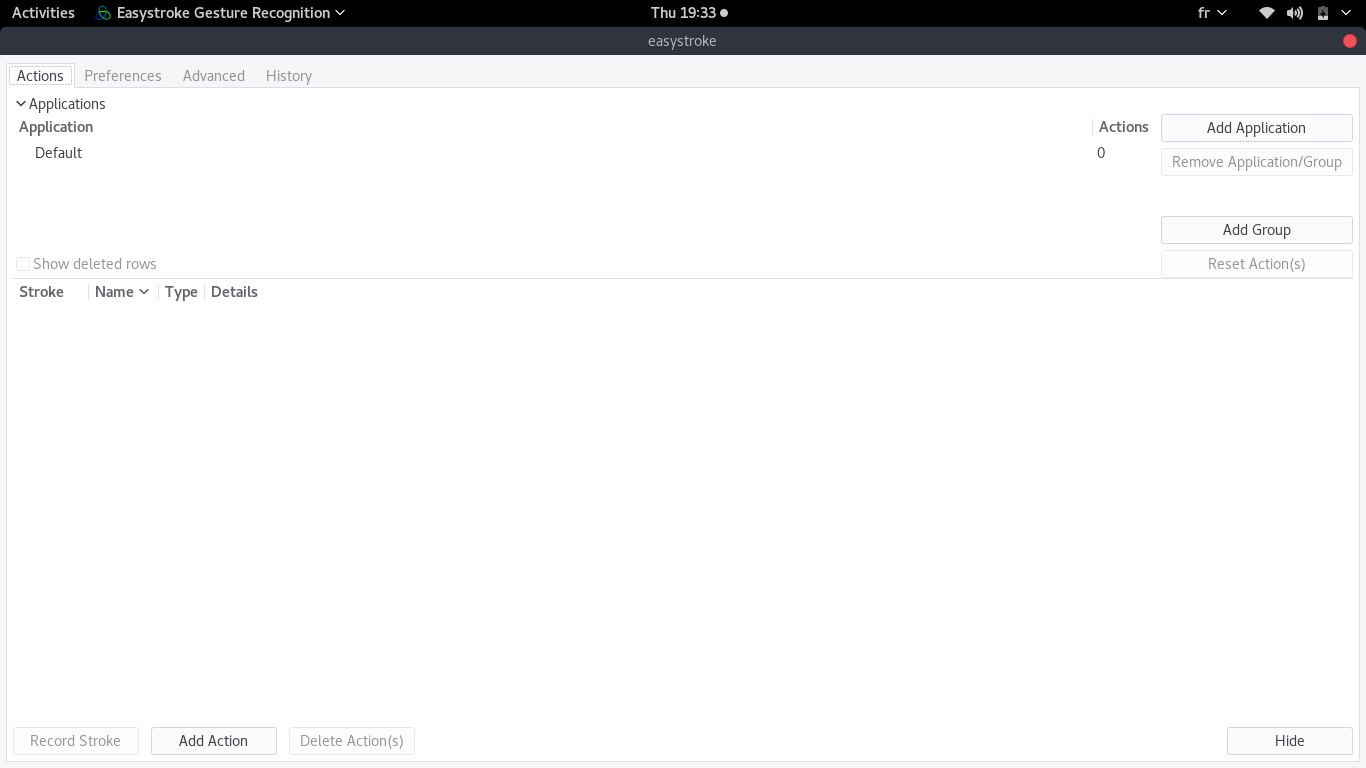 Activities Easystroke Gesture Recognition Thu 19:33 fr
easystroke
Actions Preferences Advanced History
Applications
Application Actions Add Application
Default 0
Remove Application/Group
Add Group
Show deleted rows Reset Action(s)
Stroke Name Type Details
Record Stroke Add Action Delete Action(s) Hide